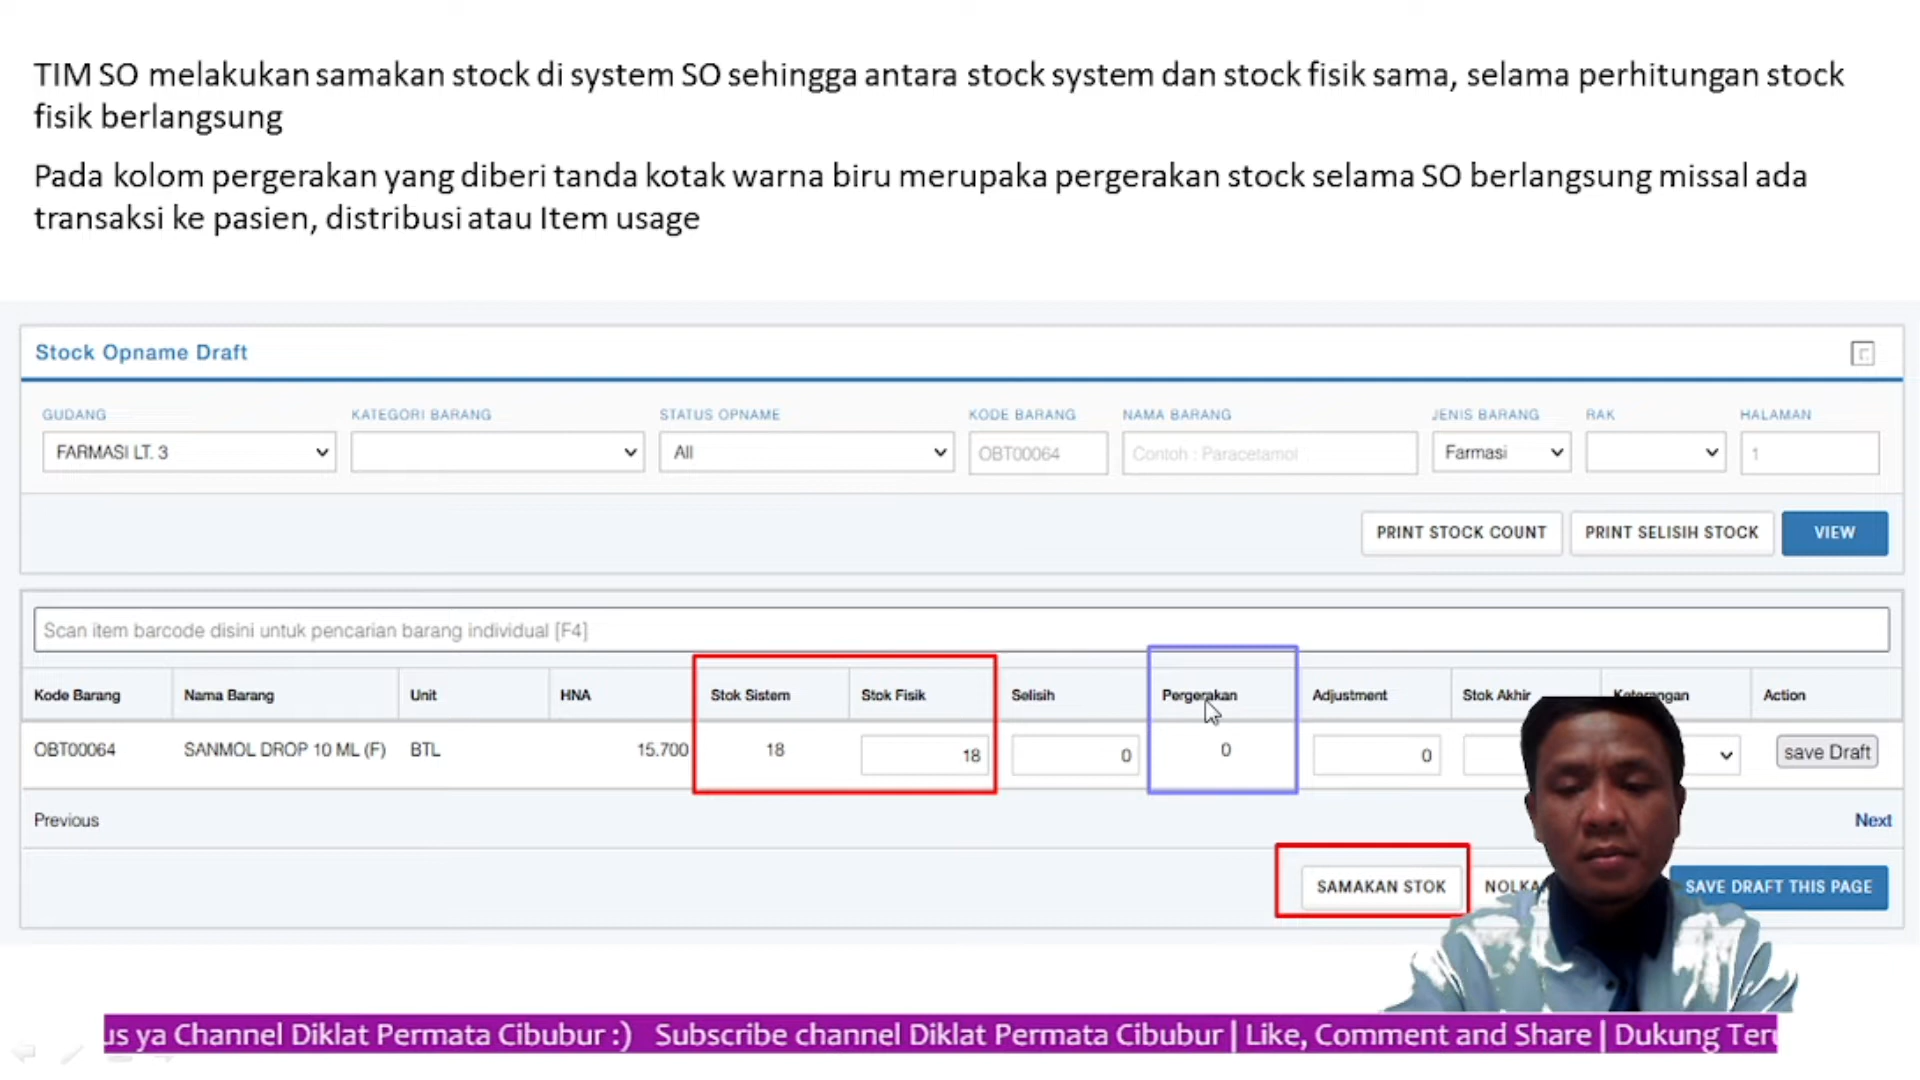 TIM SO melakukan samakan stock di system SO sehingga antara stock system dan stock fisik sama, selama perhitungan stock
fisik berlangsung
Pada kolom pergerakan yang diberi tanda kotak warna biru merupaka pergerakan stock selama SO berlangsung missal ada
transaksi ke pasien, distribusi atau Item usage
Stock Opname Draft
GUDANG KATEGORI BARANG STATUS OPNAME KODE BARANG NAMA BARANG JENIS BARANG RAK HALAMAN
FARMASI LT. 3 All OBT00064 Contoh : Paracetamol Farmasi 1
PRINT STOCK COUNT PRINT SELISIH STOCK VIEW
Scan item barcode disini untuk pencarian barang individual [F4]
Kode Barang Nama Barang Unit HNA Stok Sistem Stok Fisik Selisih Pergerakan Adjustment Stok Akhir Keterangan Action
OBT00064 SANMOL DROP 10 ML (F) BTL 15.700 18 18 0 0 0 save Draft
Previous Next
SAMAKAN STOK NOLKA SAVE DRAFT THIS PAGE
us ya Channel Diklat Permata Cibubur :) Subscribe channel Diklat Permata Cibubur | Like, Comment and Share | Dukung Teru